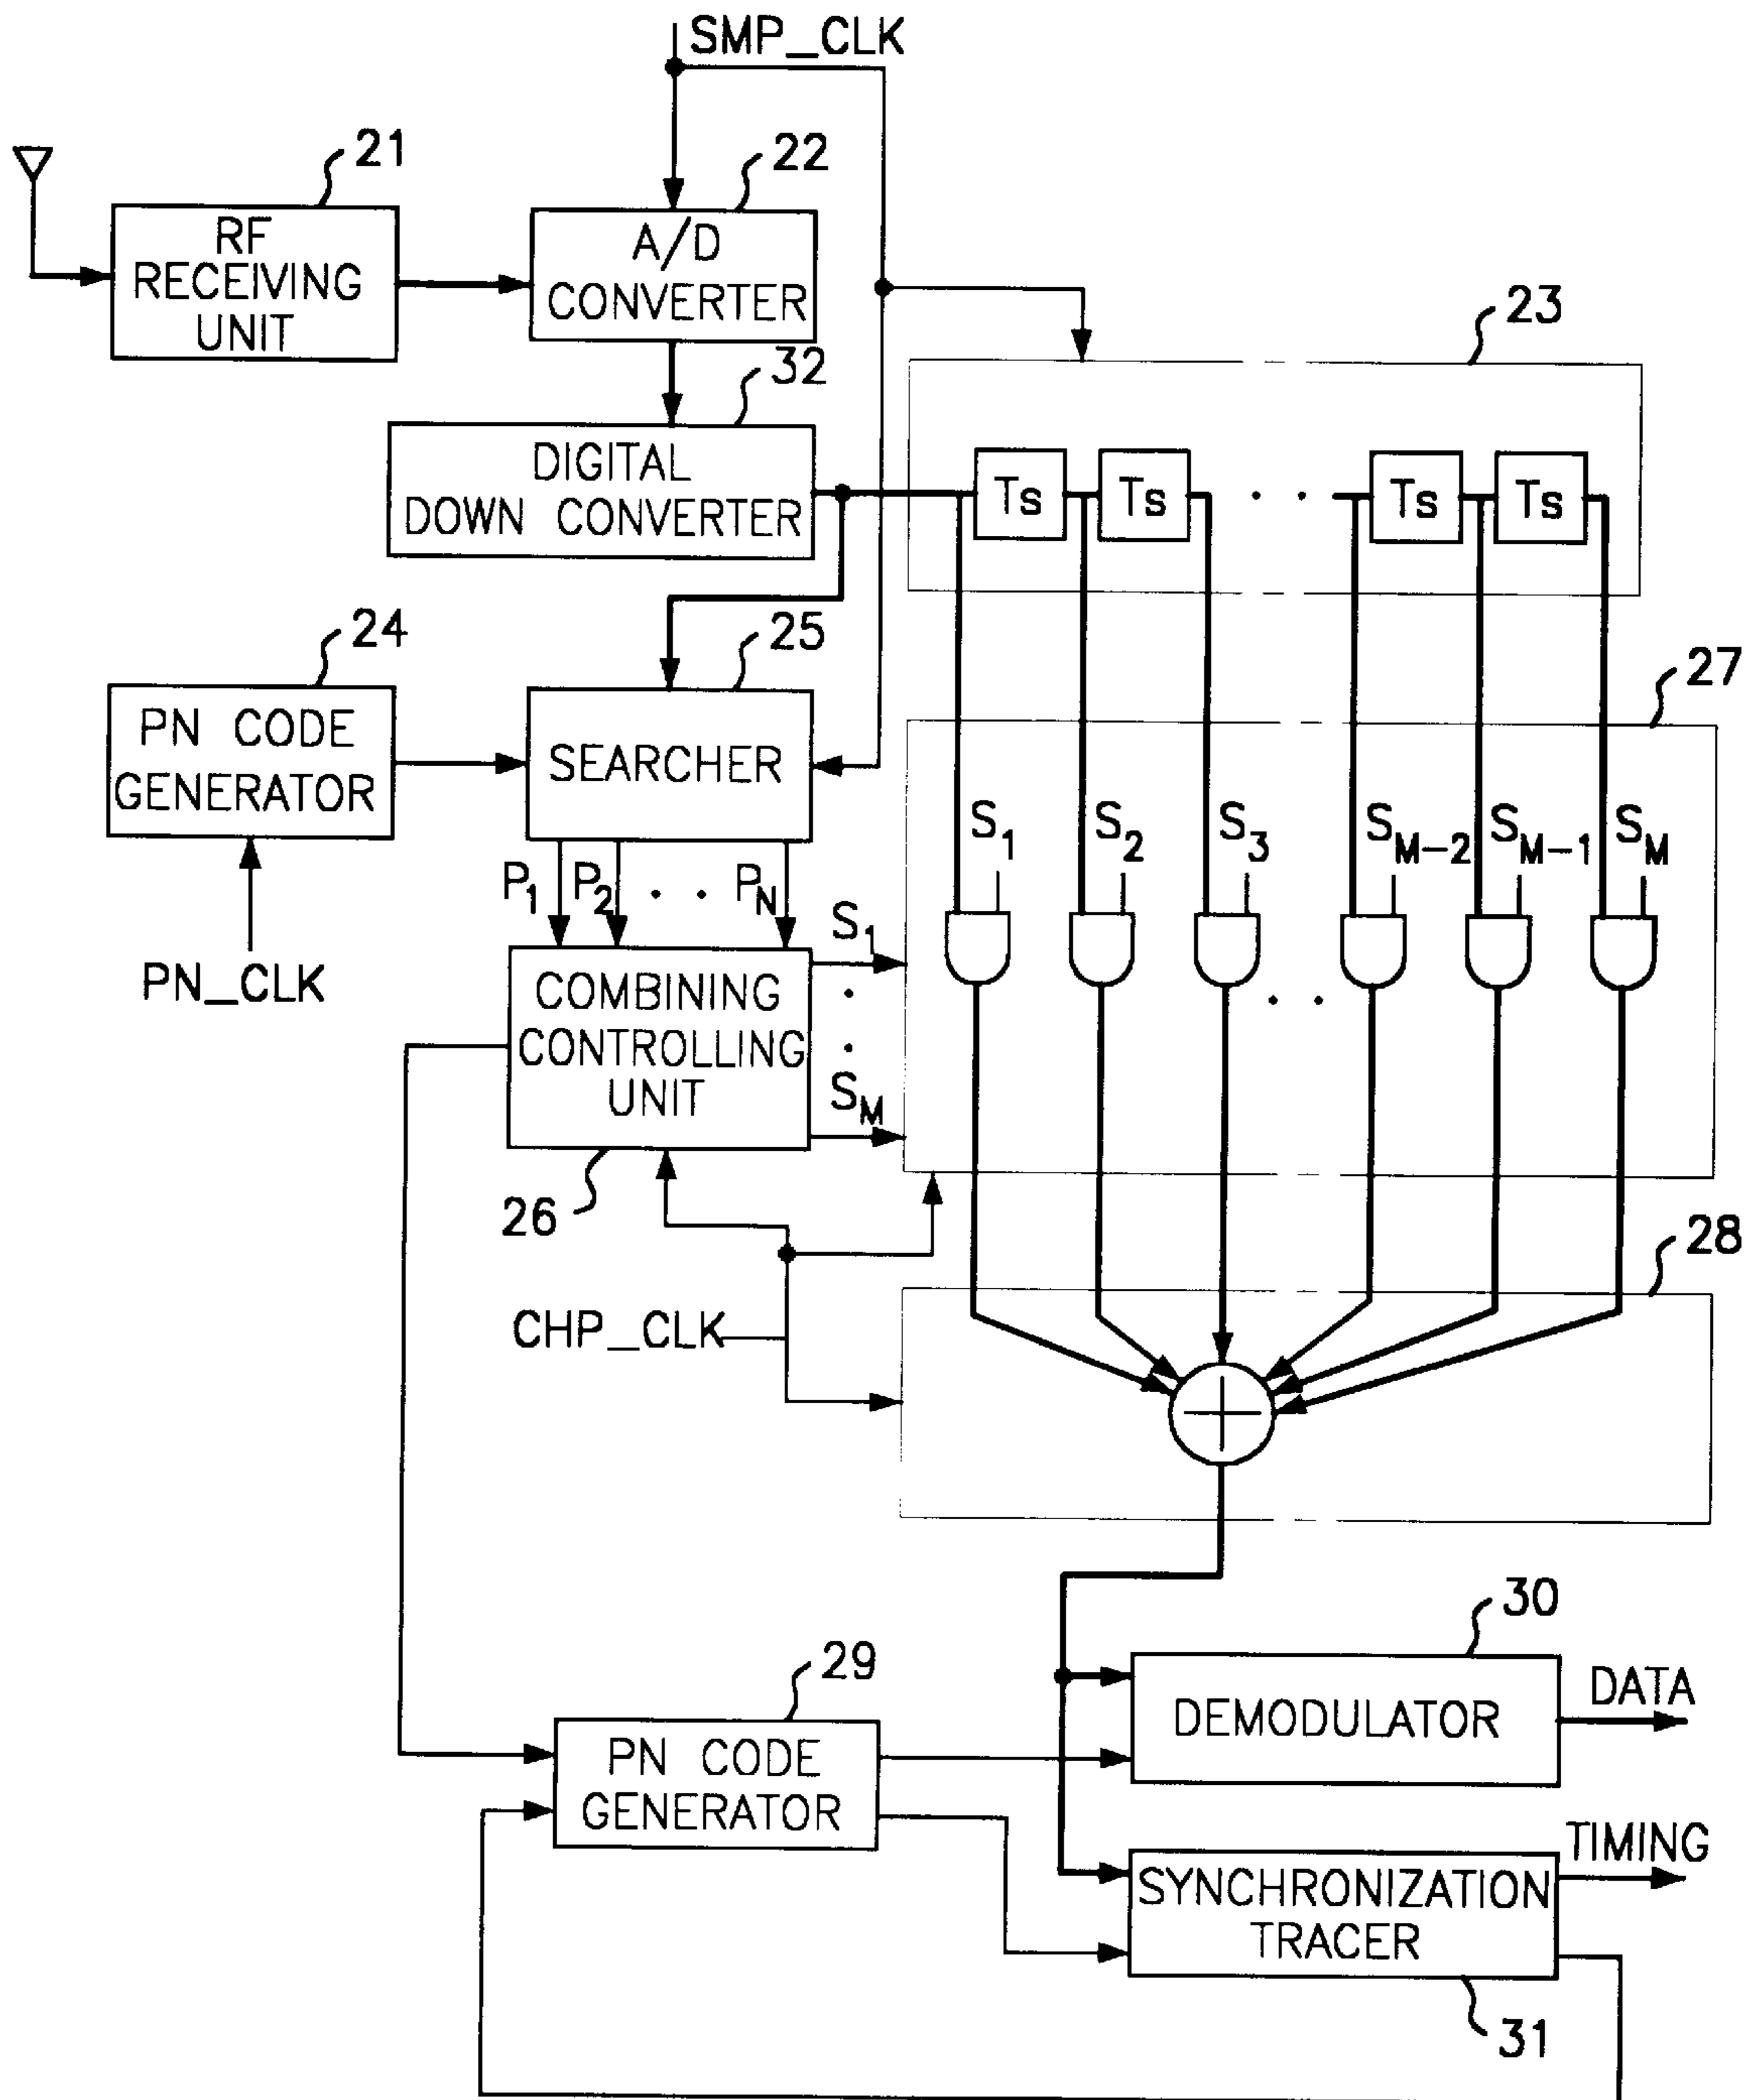 SMP_CLK
21
22
RF
RECEIVING
UNIT
A/D
CONVERTER
23
32
DIGITAL
DOWN CONVERTER
Ts
Ts
. .
Ts
Ts
24
25
27
PN CODE
GENERATOR
SEARCHER
S1
S2
S3
SM-2
SM-1
SM
P1
P2
. .
PN
PN_CLK
S1
.
.
SM
. .
COMBINING
CONTROLLING
UNIT
26
28
CHP_CLK
30
29
DATA
DEMODULATOR
PN CODE
GENERATOR
TIMING
SYNCHRONIZATION
TRACER
31